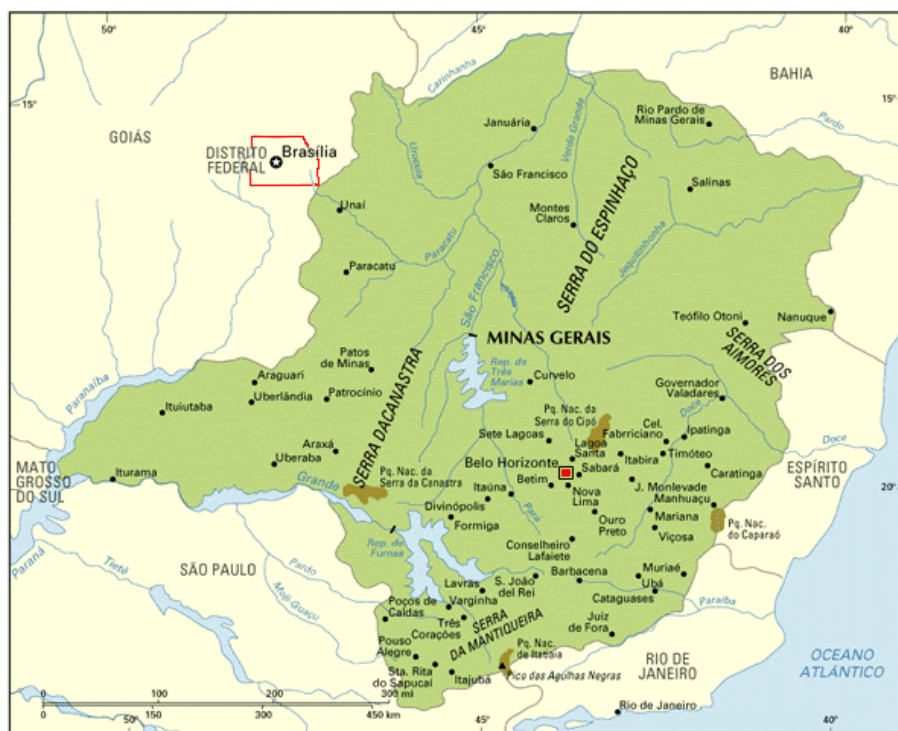 50°
45°
40°
Carinhanha
BAHIA
15°
15°
GOIÁS
Januária
Verde Grande
Rio Pardo de
Minas Gerais
Pardo
Urucuia
DISTRITO
FEDERAL
Brasília
São Francisco
Salinas
SERRA DO ESPINHAÇO
Unaí
Montes
Claros
Paracatu
Jequitinhonha
Paracatu
São Francisco
Teófilo Otoni
Nanuque
MINAS GERAIS
SERRA DOS
AIMORÉS
Patos
de Minas
Rep. de
Três
Marias
Curvelo
Governador
Valadares
Paranaíba
Araguari
Uberlândia
Patrocínio
Ituiutaba
SERRA DACANASTRA
Pq. Nac. da
Serra do Cipó
Doce
Cel.
Fabrriciano
Ipatinga
Sete Lagoas
Lagoa
Santa
Doce
Araxá
Uberaba
Belo Horizonte
Sabará
Itabira
Timóteo
Caratinga
ESPÍRITO
SANTO
MATO
GROSSO
DO SUL
Iturama
Grande
Pq. Nac. da
Serra da Canastra
Itaúna
Betim
Nova
Lima
J. Monlevade
Manhuaçu
20°
Divinópolis
Formiga
Pará
Ouro
Preto
Mariana
Viçosa
Pq. Nac.
do Caparaó
Rep. de
Furnas
Conselheiro
Lafaiete
Paraná
Tietê
SÃO PAULO
Pardo
Moji-Guaçu
Lavras
S. João
del Rei
Barbacena
Muriaé
Ubá
Cataguases
Paraíba
Poços de
Caldas
Varginha
Três
Corações
SERRA
DA MANTIQUEIRA
Juiz
de Fora
Pouso
Alegre
Pq. Nac.
de Itabaia
Sta. Rita
do Sapucaí
Itajubá
Pico das Agulhas Negras
RIO DE
JANEIRO
OCEANO
ATLÂNTICO
0
100
200
300 mi
0
150
300
450 km
Rio de Janeiro
50°
45°
40°